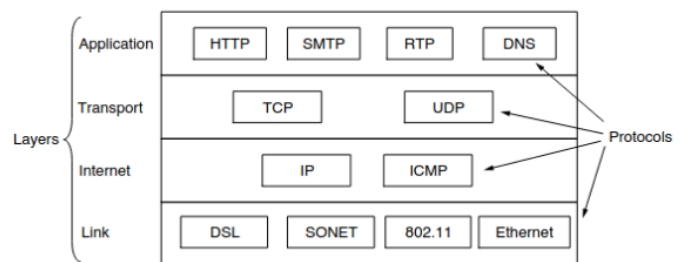 Application HTTP SMTP RTP DNS
Transport TCP UDP
Layers Protocols
Internet IP ICMP
Link DSL SONET 802.11 Ethernet